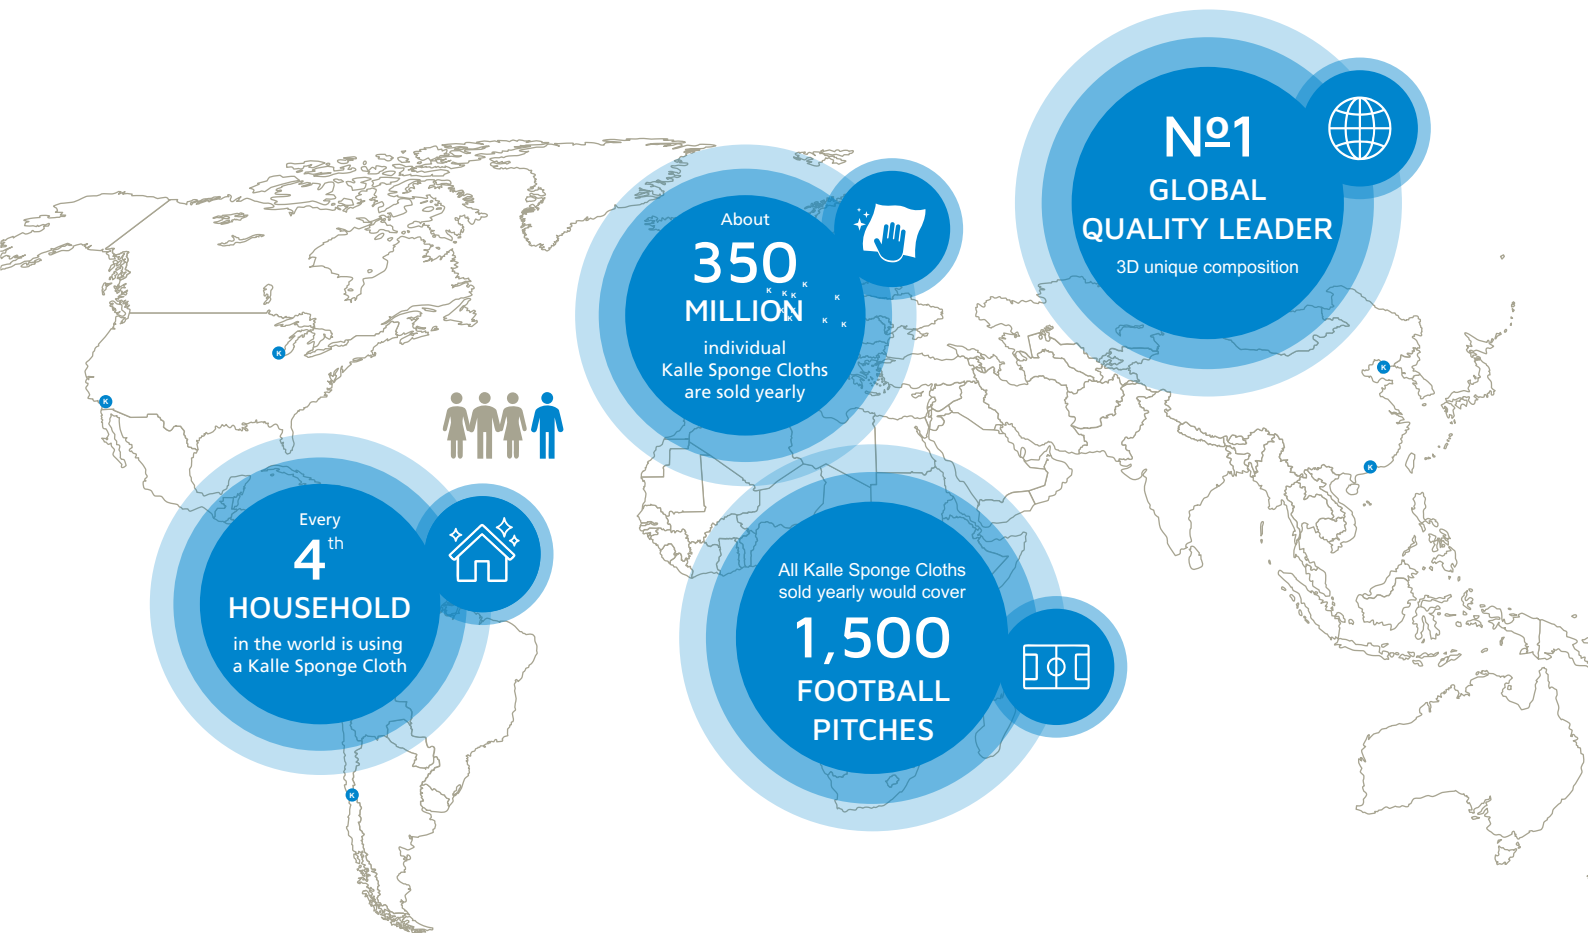 Nº1
GLOBAL
QUALITY LEADER
3D unique composition
About
350
MILLION
individual
Kalle Sponge Cloths
are sold yearly
K
K
K
K
K
K
K
K
K
K
K
K
K
Every
4th
HOUSEHOLD
in the world is using
a Kalle Sponge Cloth
All Kalle Sponge Cloths
sold yearly would cover
1,500
FOOTBALL
PITCHES
K